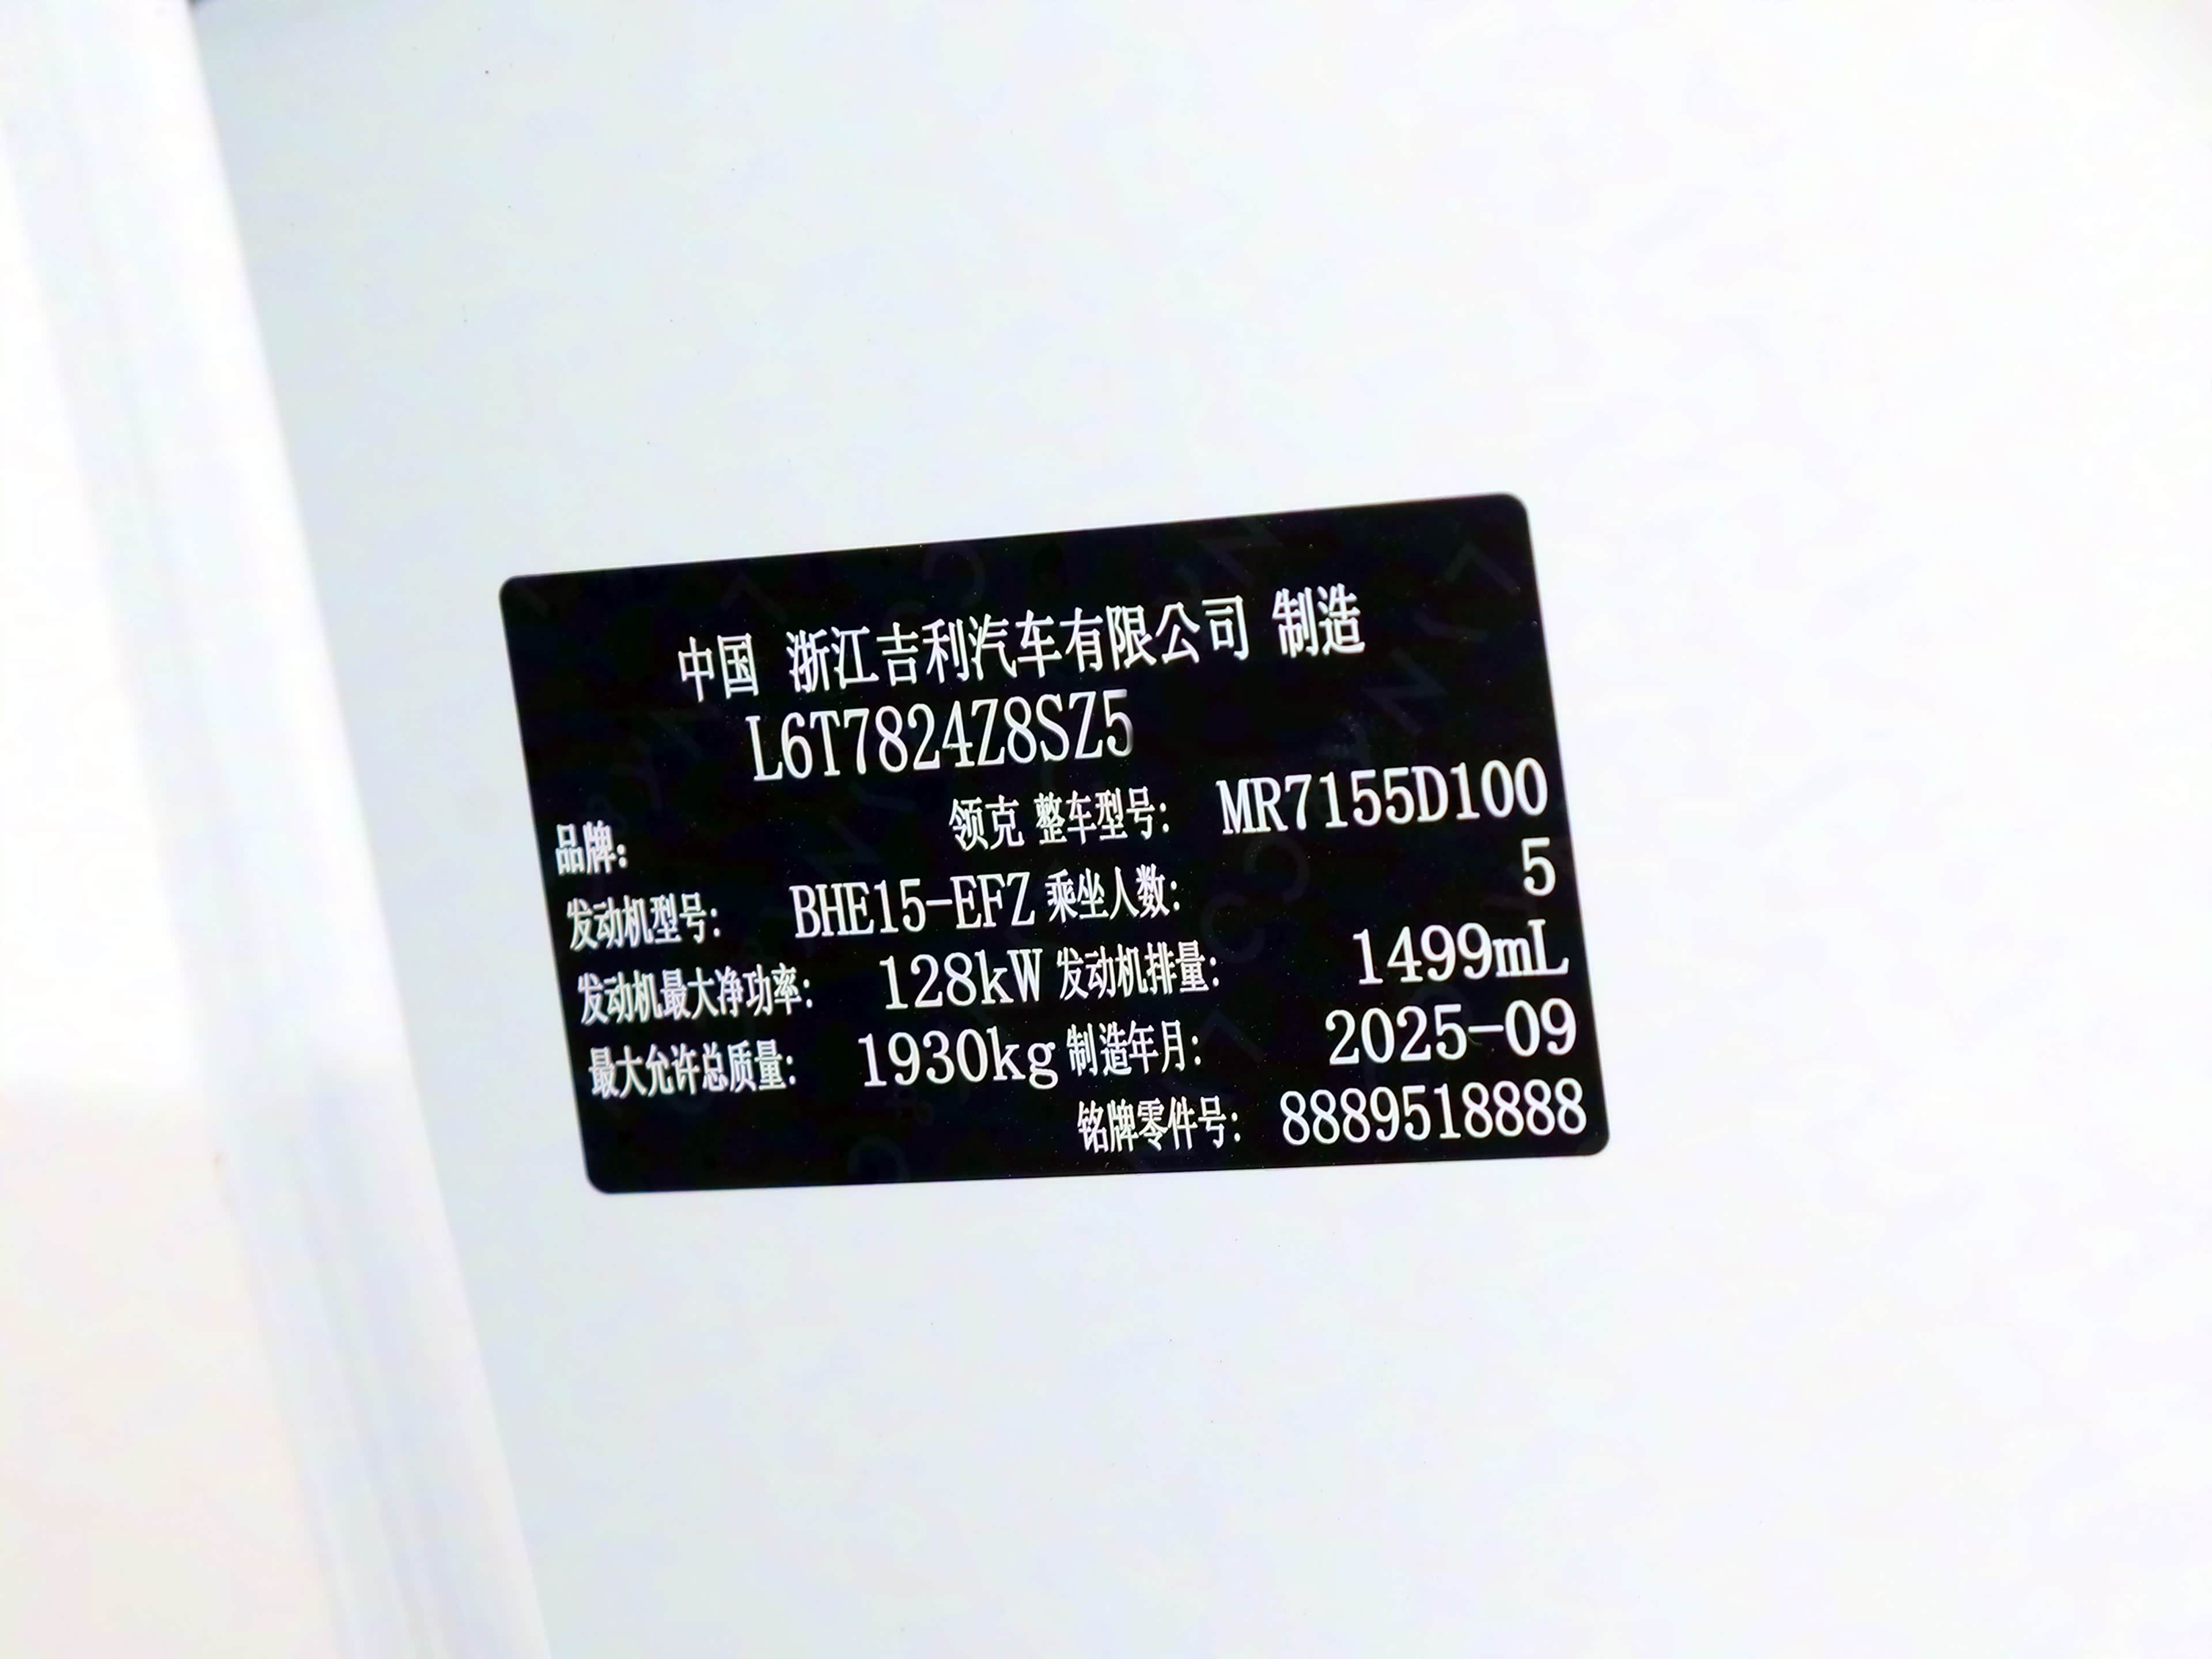 中国 浙江吉利汽车有限公司 制造
L6T7824Z8SZ5
品牌: 领克 整车型号: MR7155D100
发动机型号: BHE15-EFZ 乘坐人数: 5
发动机最大净功率: 128kW 发动机排量: 1499mL
最大允许总质量: 1930kg 制造年月: 2025-09
铭牌零件号: 8889518888